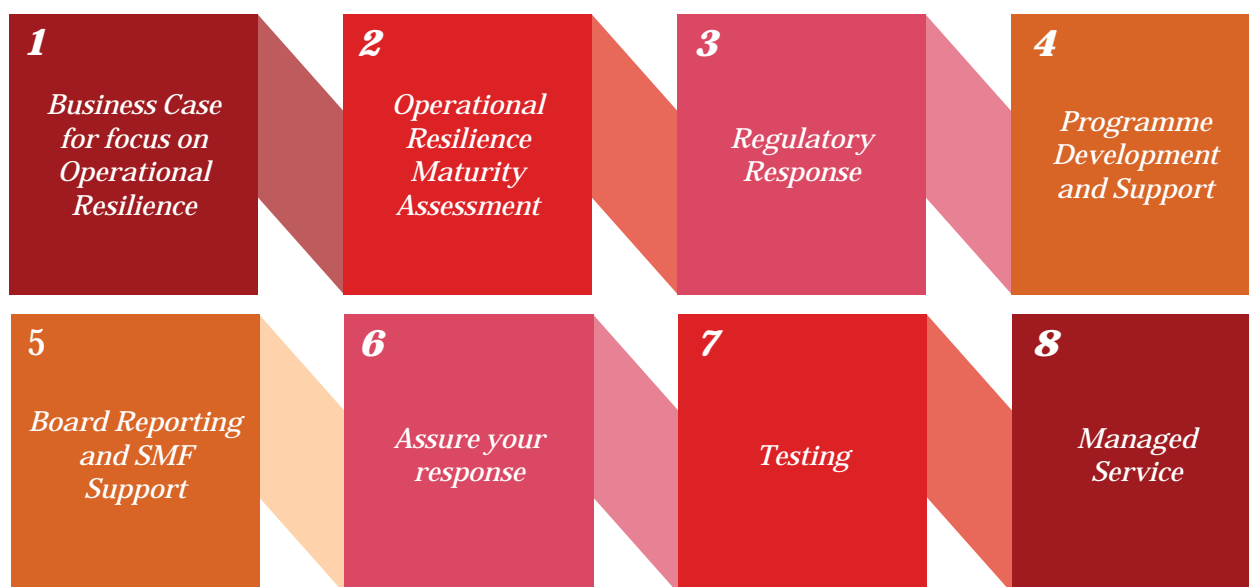 1
Business Case
for focus on
Operational
Resilience
2
Operational
Resilience
Maturity
Assessment
3
Regulatory
Response
4
Programme
Development
and Support
5
Board Reporting
and SMF
Support
6
Assure your
response
7
Testing
8
Managed
Service